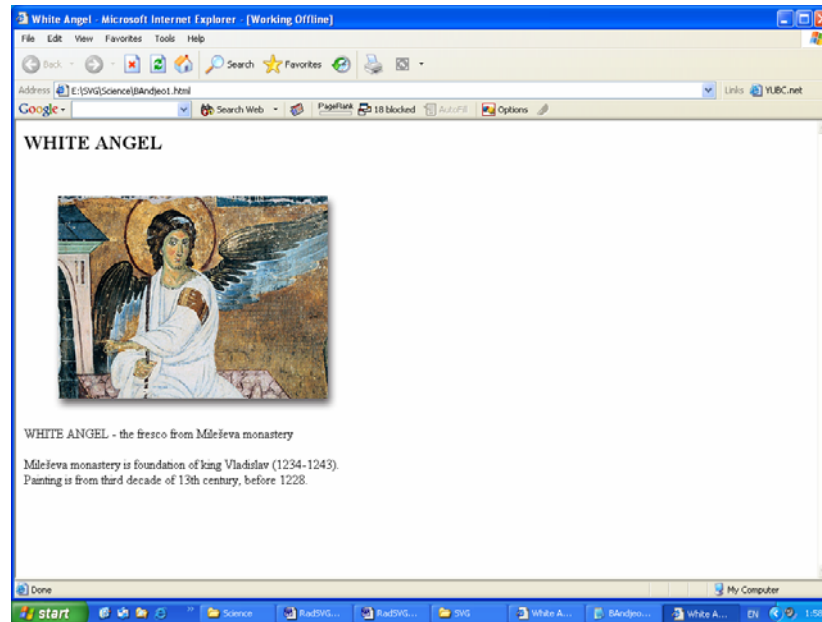 White Angel - Microsoft Internet Explorer - [Working Offline]
File Edit View Favorites Tools Help
Back Search Favorites
Address E:\SVG\Science\BAndjeo1.html Links YUBC.net
Google Search Web PageRank 18 blocked AutoFill Options
WHITE ANGEL
WHITE ANGEL - the fresco from Mileševa monastery
Mileševa monastery is foundation of king Vladislav (1234-1243).
Painting is from third decade of 13th century, before 1228.
Done My Computer
start Science RadSVG... RadSVG... SVG White A... BAndjeo... White A... EN 1:58